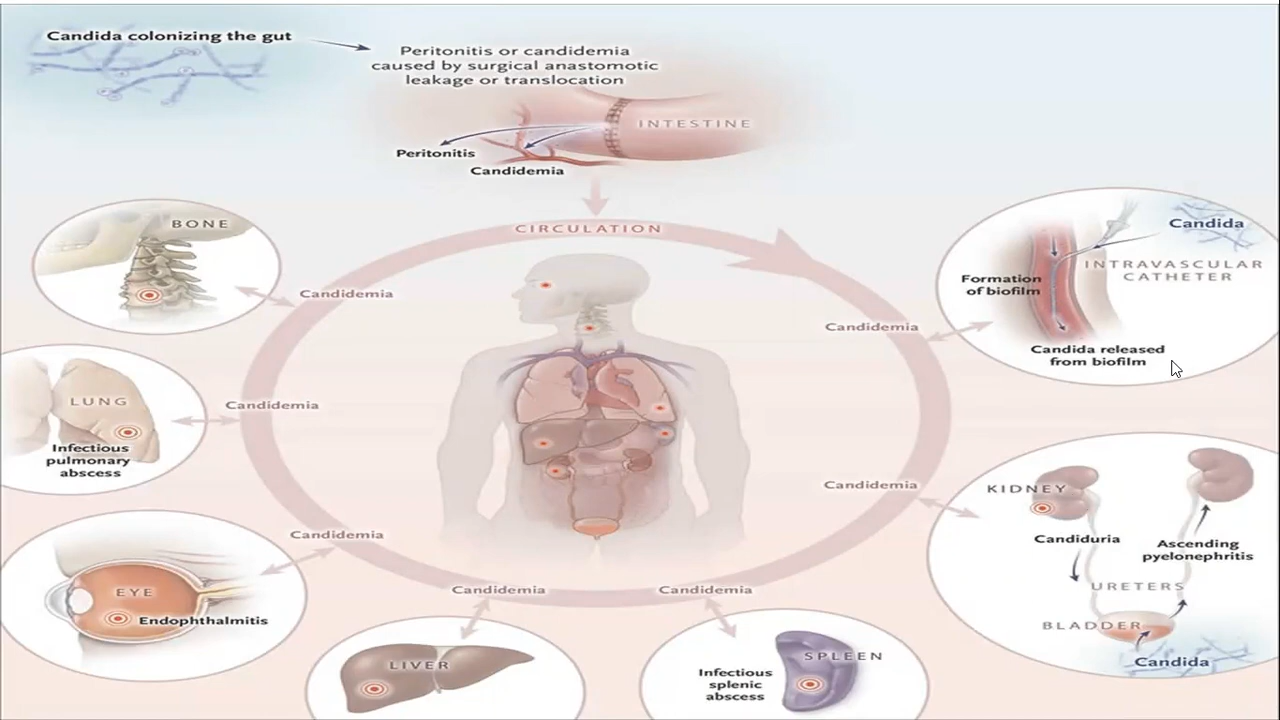 Candida colonizing the gut
Peritonitis or candidemia
caused by surgical anastomotic
leakage or translocation
INTESTINE
Peritonitis
Candidemia
CIRCULATION
BONE
Candidemia
Candida
INTRAVASCULAR
CATHETER
Formation
of biofilm
Candida released
from biofilm
Candidemia
LUNG
Infectious
pulmonary
abscess
Candidemia
Candidemia
KIDNEY
Candiduria
Ascending
pyelonephritis
URETERS
BLADDER
Candida
Candidemia
EYE
Endophthalmitis
Candidemia
LIVER
Candidemia
SPLEEN
Infectious
splenic
abscess